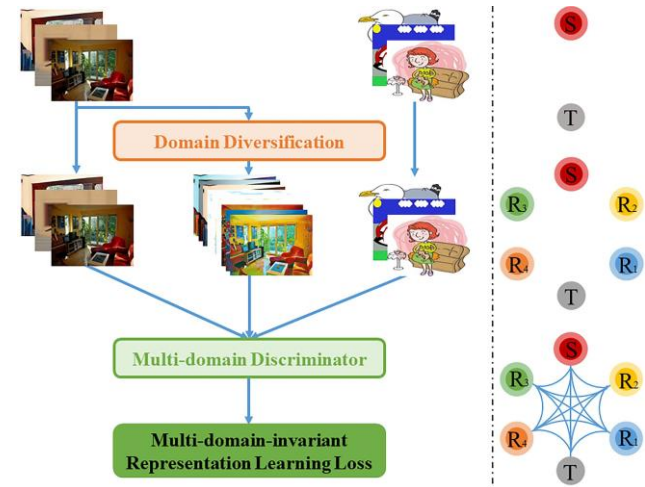 S
T
Domain Diversification
S
R₃
R₂
R₄
R₁
T
Multi-domain Discriminator
S
R₃
R₂
Multi-domain-invariant
Representation Learning Loss
R₄
R₁
T